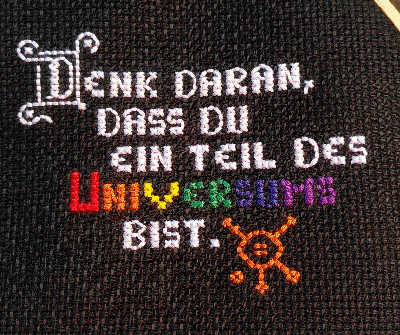 DENK DARAN,
DASS DU
EIN TEIL DES
UNIVERSUMS
BIST.